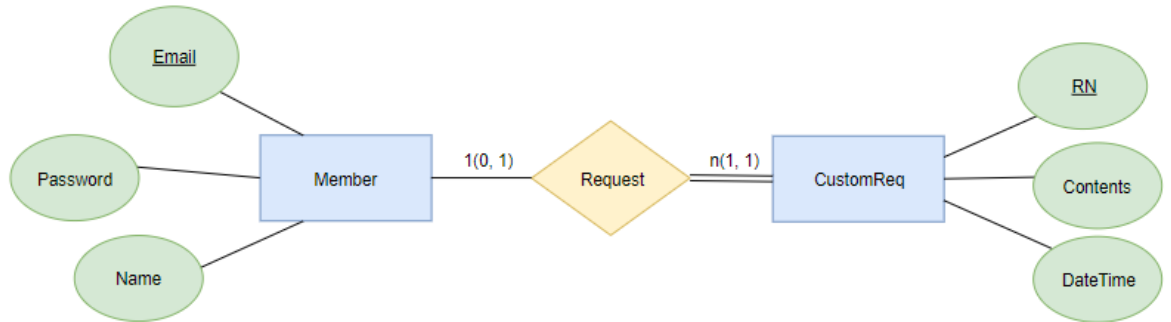 Email
RN
Password
Member
1(0, 1)
Request
n(1, 1)
CustomReq
Contents
Name
DateTime